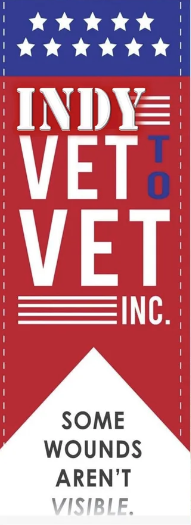 INDY
VET TO
VET
INC.
SOME
WOUNDS
AREN'T
VISIBLE.